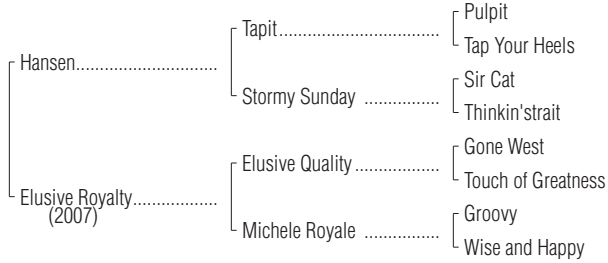 Pulpit
Tapit
Tap Your Heels
Hansen
Sir Cat
Stormy Sunday
Thinkin'strait
Gone West
Elusive Quality
Touch of Greatness
Elusive Royalty
(2007)
Groovy
Michele Royale
Wise and Happy